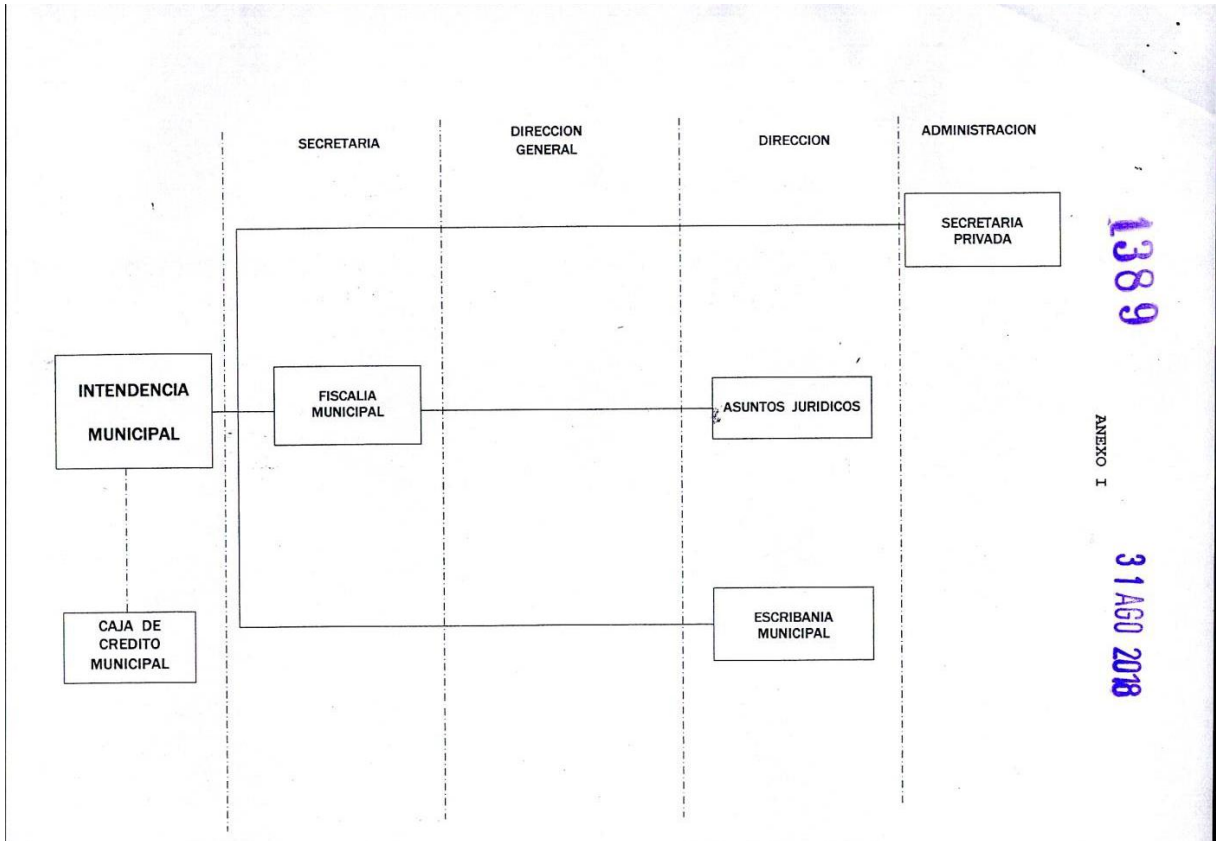 SECRETARIA
DIRECCION
GENERAL
DIRECCION
ADMINISTRACION
SECRETARIA
PRIVADA
INTENDENCIA
MUNICIPAL
FISCALIA
MUNICIPAL
ASUNTOS JURIDICOS
CAJA DE
CREDITO
MUNICIPAL
ESCRIBANIA
MUNICIPAL
1389
ANEXO I
31 AGO 2018